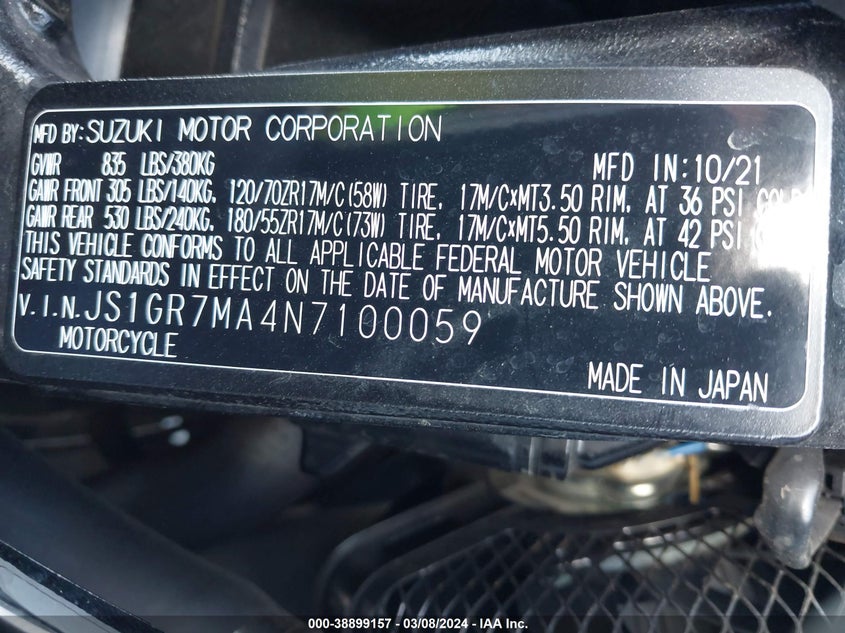 MFD BY: SUZUKI MOTOR CORPORATION
GVWR 835 LBS/380KG MFD IN: 10/21
GAWR FRONT 305 LBS/140KG, 120/70ZR17M/C(58W) TIRE, 17M/C×MT3.50 RIM, AT 36 PSI COLD
GAWR REAR 530 LBS/240KG, 180/55ZR17M/C(73W) TIRE, 17M/C×MT5.50 RIM, AT 42 PSI
THIS VEHICLE CONFORMS TO ALL APPLICABLE FEDERAL MOTOR VEHICLE
SAFETY STANDARDS IN EFFECT ON THE DATE OF MANUFACTURE SHOWN ABOVE.
V.I.N. JS1GR7MA4N7100059
MOTORCYCLE
MADE IN JAPAN
000-38899157 - 03/08/2024 - IAA Inc.